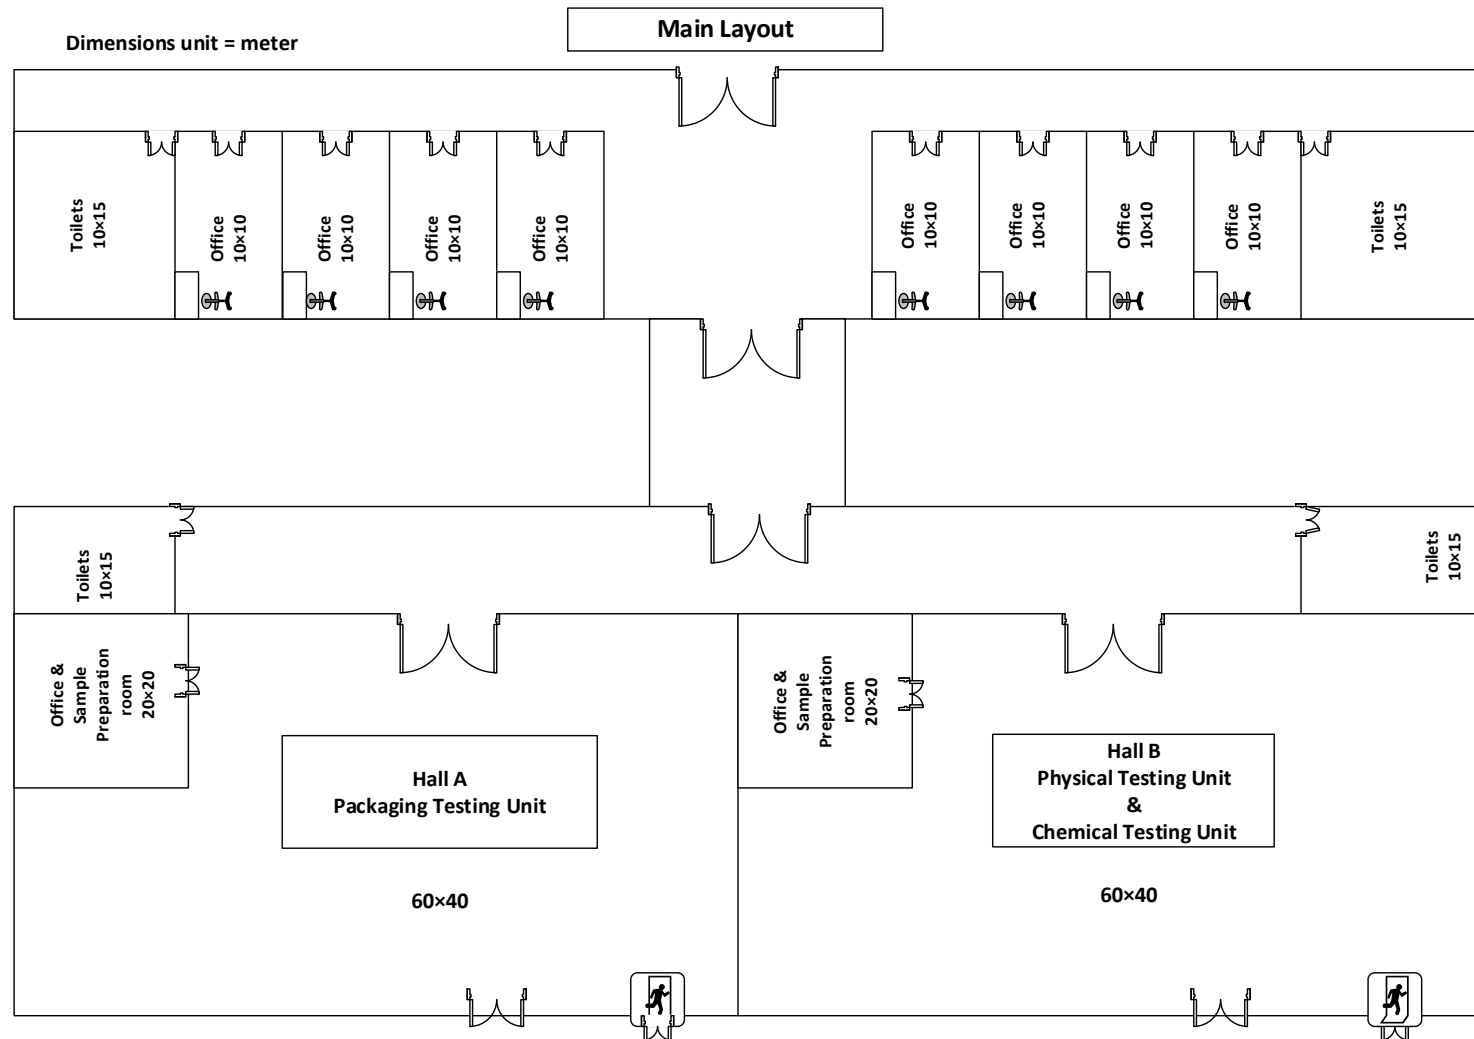 Main Layout
Dimensions unit = meter
Toilets
10×15
Office
10×10
Office
10×10
Office
10×10
Office
10×10
Office
10×10
Office
10×10
Office
10×10
Office
10×10
Toilets
10×15
Toilets
10×15
Toilets
10×15
Office &
Sample
Preparation
room
20×20
Hall A
Packaging Testing Unit
60×40
Office &
Sample
Preparation
room
20×20
Hall B
Physical Testing Unit
&
Chemical Testing Unit
60×40